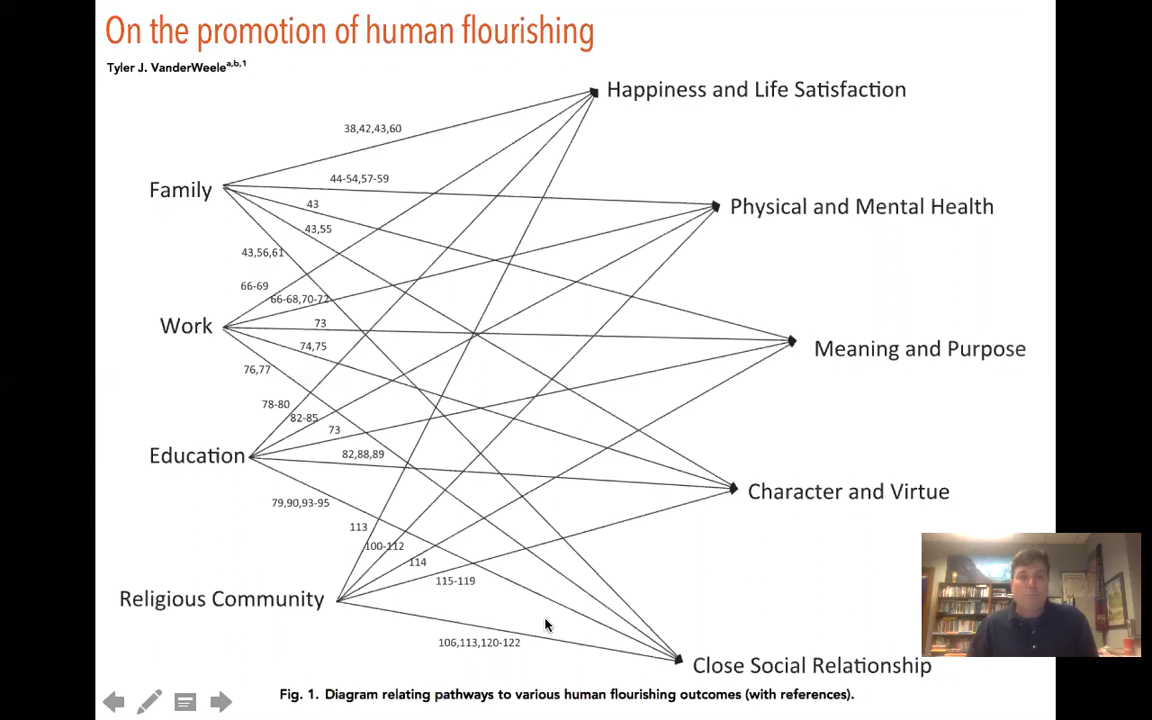 On the promotion of human flourishing
Tyler J. VanderWeeleᵃ,ᵇ,¹
Happiness and Life Satisfaction
38,42,43,60
44-54,57-59
Family
43
Physical and Mental Health
43,55
43,56,61
66-69
66-68,70-72
Work
73
74,75
Meaning and Purpose
76,77
78-80
82-85
73
Education
82,88,89
Character and Virtue
79,90,93-95
113
100-112
114
115-119
Religious Community
106,113,120-122
Close Social Relationship
Fig. 1. Diagram relating pathways to various human flourishing outcomes (with references).